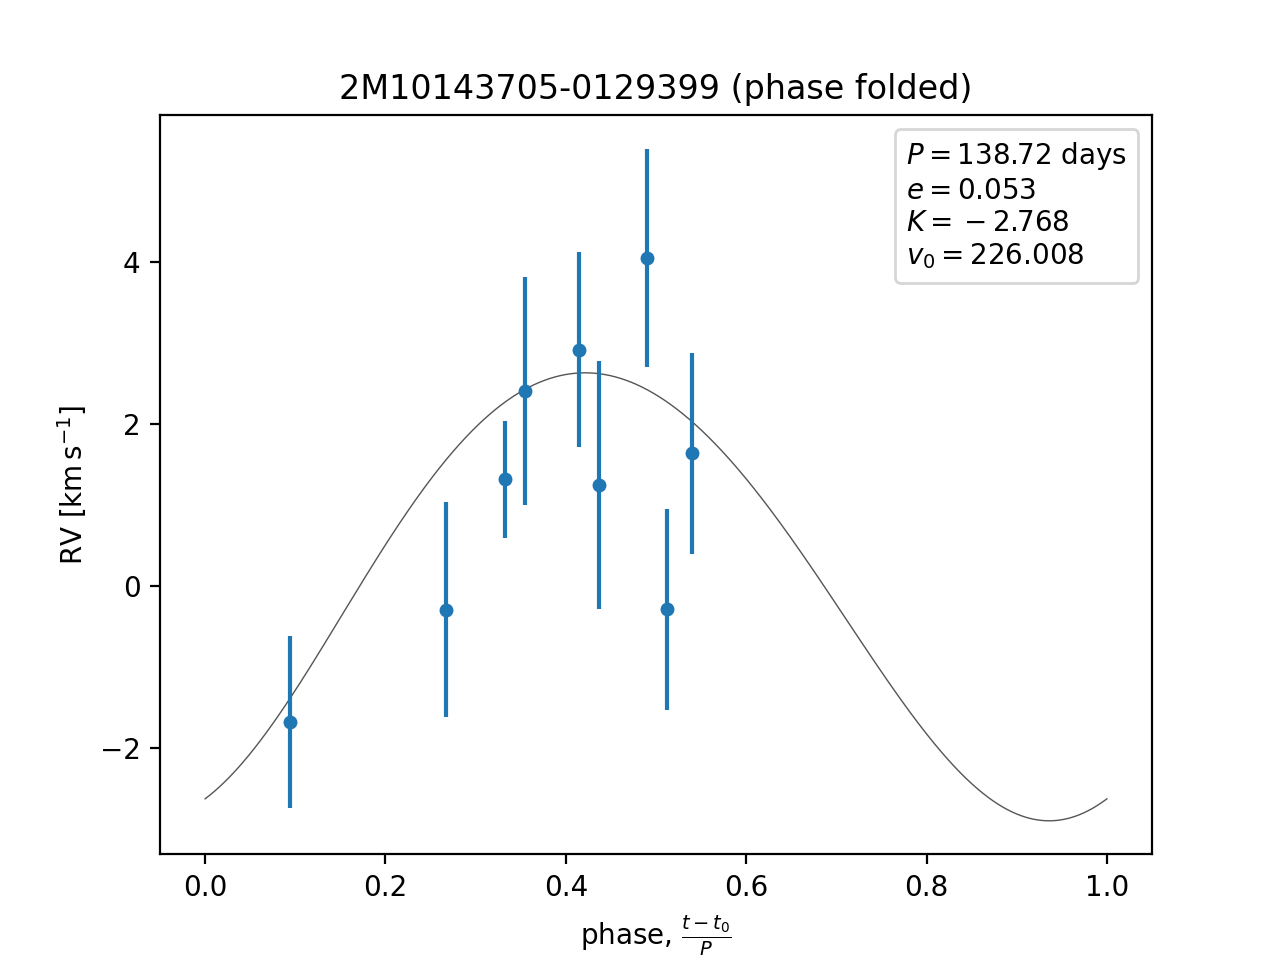 2M10143705-0129399 (phase folded)
P = 138.72 days
e = 0.053
K = −2.768
v₀ = 226.008
RV [km s⁻¹]
4
2
0
−2
0.0 0.2 0.4 0.6 0.8 1.0
phase, (t − t₀)/P